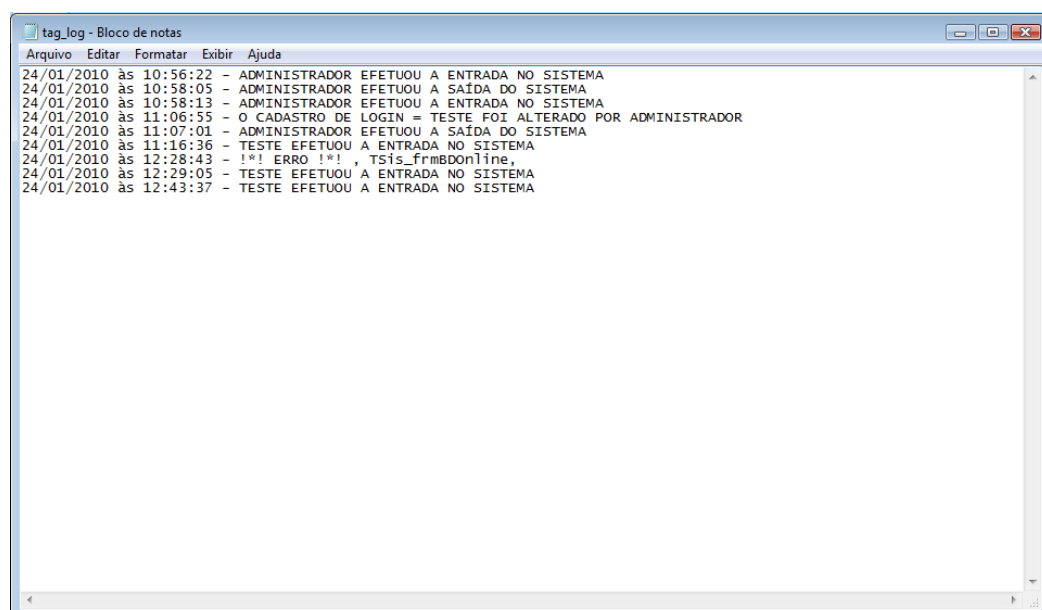 tag_log - Bloco de notas
Arquivo Editar Formatar Exibir Ajuda
24/01/2010 às 10:56:22 - ADMINISTRADOR EFETUOU A ENTRADA NO SISTEMA
24/01/2010 às 10:58:05 - ADMINISTRADOR EFETUOU A SAÍDA DO SISTEMA
24/01/2010 às 10:58:13 - ADMINISTRADOR EFETUOU A ENTRADA NO SISTEMA
24/01/2010 às 11:06:55 - O CADASTRO DE LOGIN = TESTE FOI ALTERADO POR ADMINISTRADOR
24/01/2010 às 11:07:01 - ADMINISTRADOR EFETUOU A SAÍDA DO SISTEMA
24/01/2010 às 11:16:36 - TESTE EFETUOU A ENTRADA NO SISTEMA
24/01/2010 às 12:28:43 - !*! ERRO !*! , TSis_frmBDOnline,
24/01/2010 às 12:29:05 - TESTE EFETUOU A ENTRADA NO SISTEMA
24/01/2010 às 12:43:37 - TESTE EFETUOU A ENTRADA NO SISTEMA